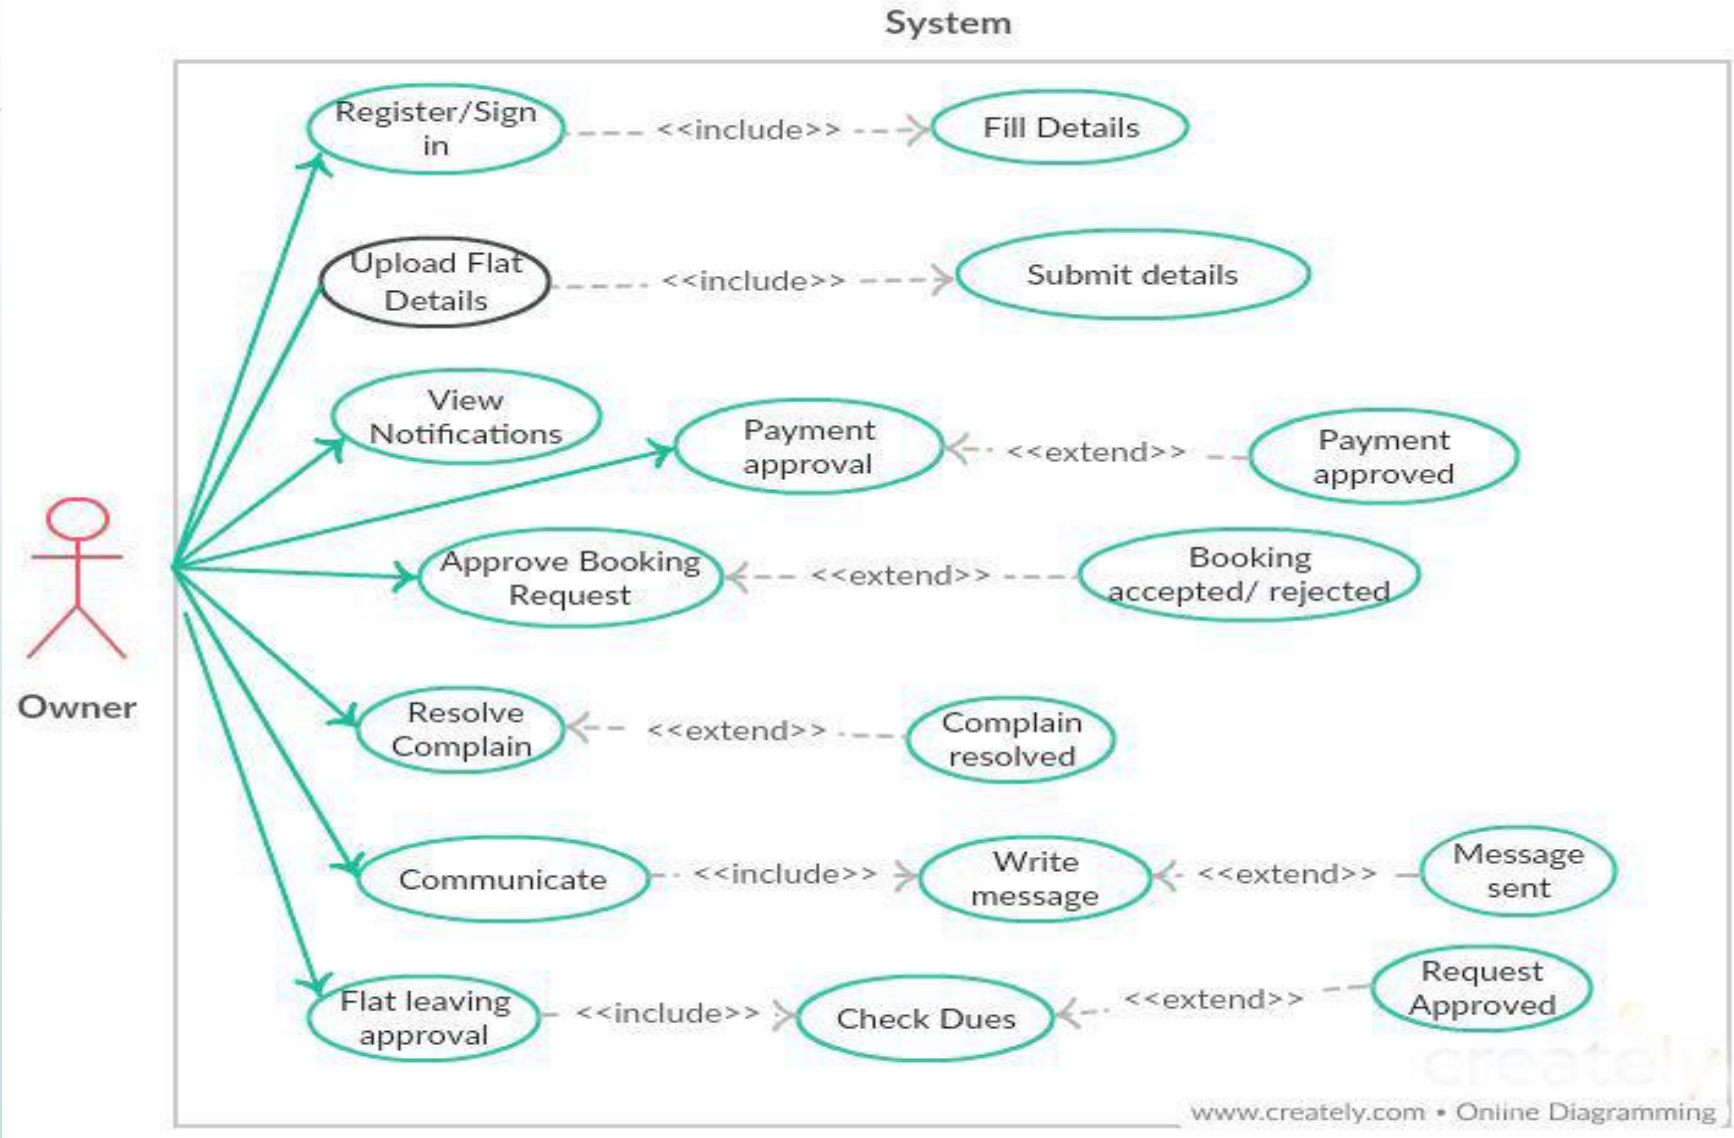 System
Register/Sign
in
<<include>>
Fill Details
Upload Flat
Details
<<include>>
Submit details
View
Notifications
Payment
approval
<<extend>>
Payment
approved
Approve Booking
Request
<<extend>>
Booking
accepted/ rejected
Owner
Resolve
Complain
<<extend>>
Complain
resolved
Communicate
<<include>>
Write
message
<<extend>>
Message
sent
Flat leaving
approval
<<include>>
Check Dues
<<extend>>
Request
Approved
creately
www.creately.com • Online Diagramming